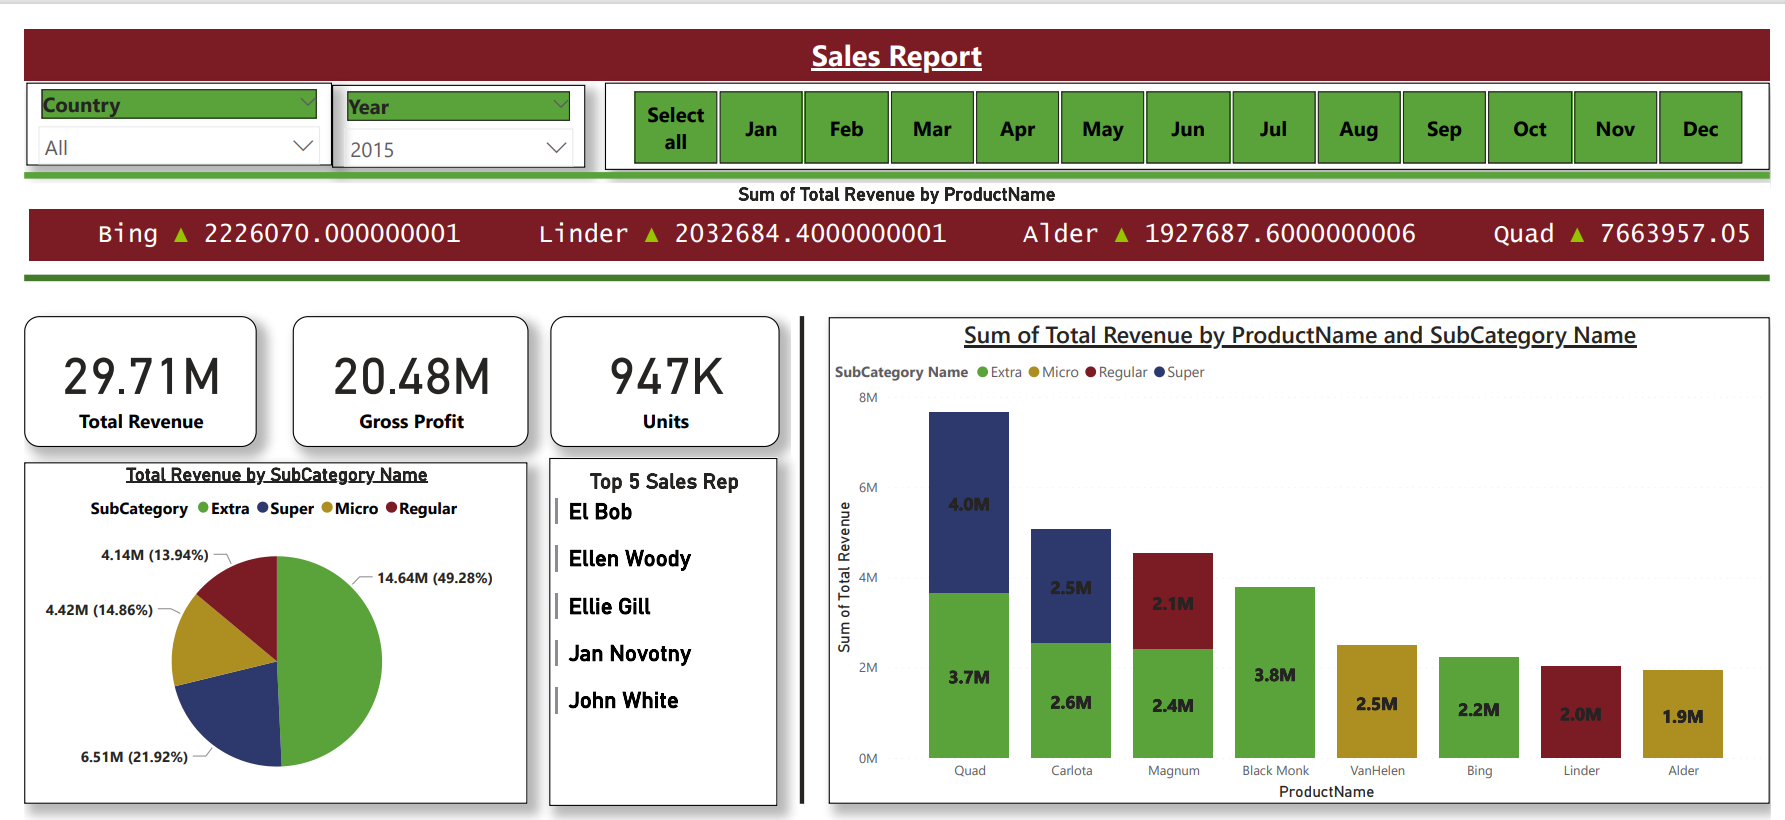 Sales Report
Country
All
Year
2015
Select all
Jan
Feb
Mar
Apr
May
Jun
Jul
Aug
Sep
Oct
Nov
Dec
Sum of Total Revenue by ProductName
Bing ▲ 2226070.000000001 Linder ▲ 2032684.4000000001 Alder ▲ 1927687.6000000006 Quad ▲ 7663957.05
29.71M
Total Revenue
20.48M
Gross Profit
947K
Units
Total Revenue by SubCategory Name
SubCategory Extra Super Micro Regular
4.14M (13.94%)
14.64M (49.28%)
4.42M (14.86%)
6.51M (21.92%)
Top 5 Sales Rep
El Bob
Ellen Woody
Ellie Gill
Jan Novotny
John White
Sum of Total Revenue by ProductName and SubCategory Name
SubCategory Name Extra Micro Regular Super
Sum of Total Revenue
8M
6M
4M
2M
0M
4.0M
3.7M
2.5M
2.6M
2.1M
2.4M
3.8M
2.5M
2.2M
2.0M
1.9M
Quad
Carlota
Magnum
Black Monk
VanHelen
Bing
Linder
Alder
ProductName